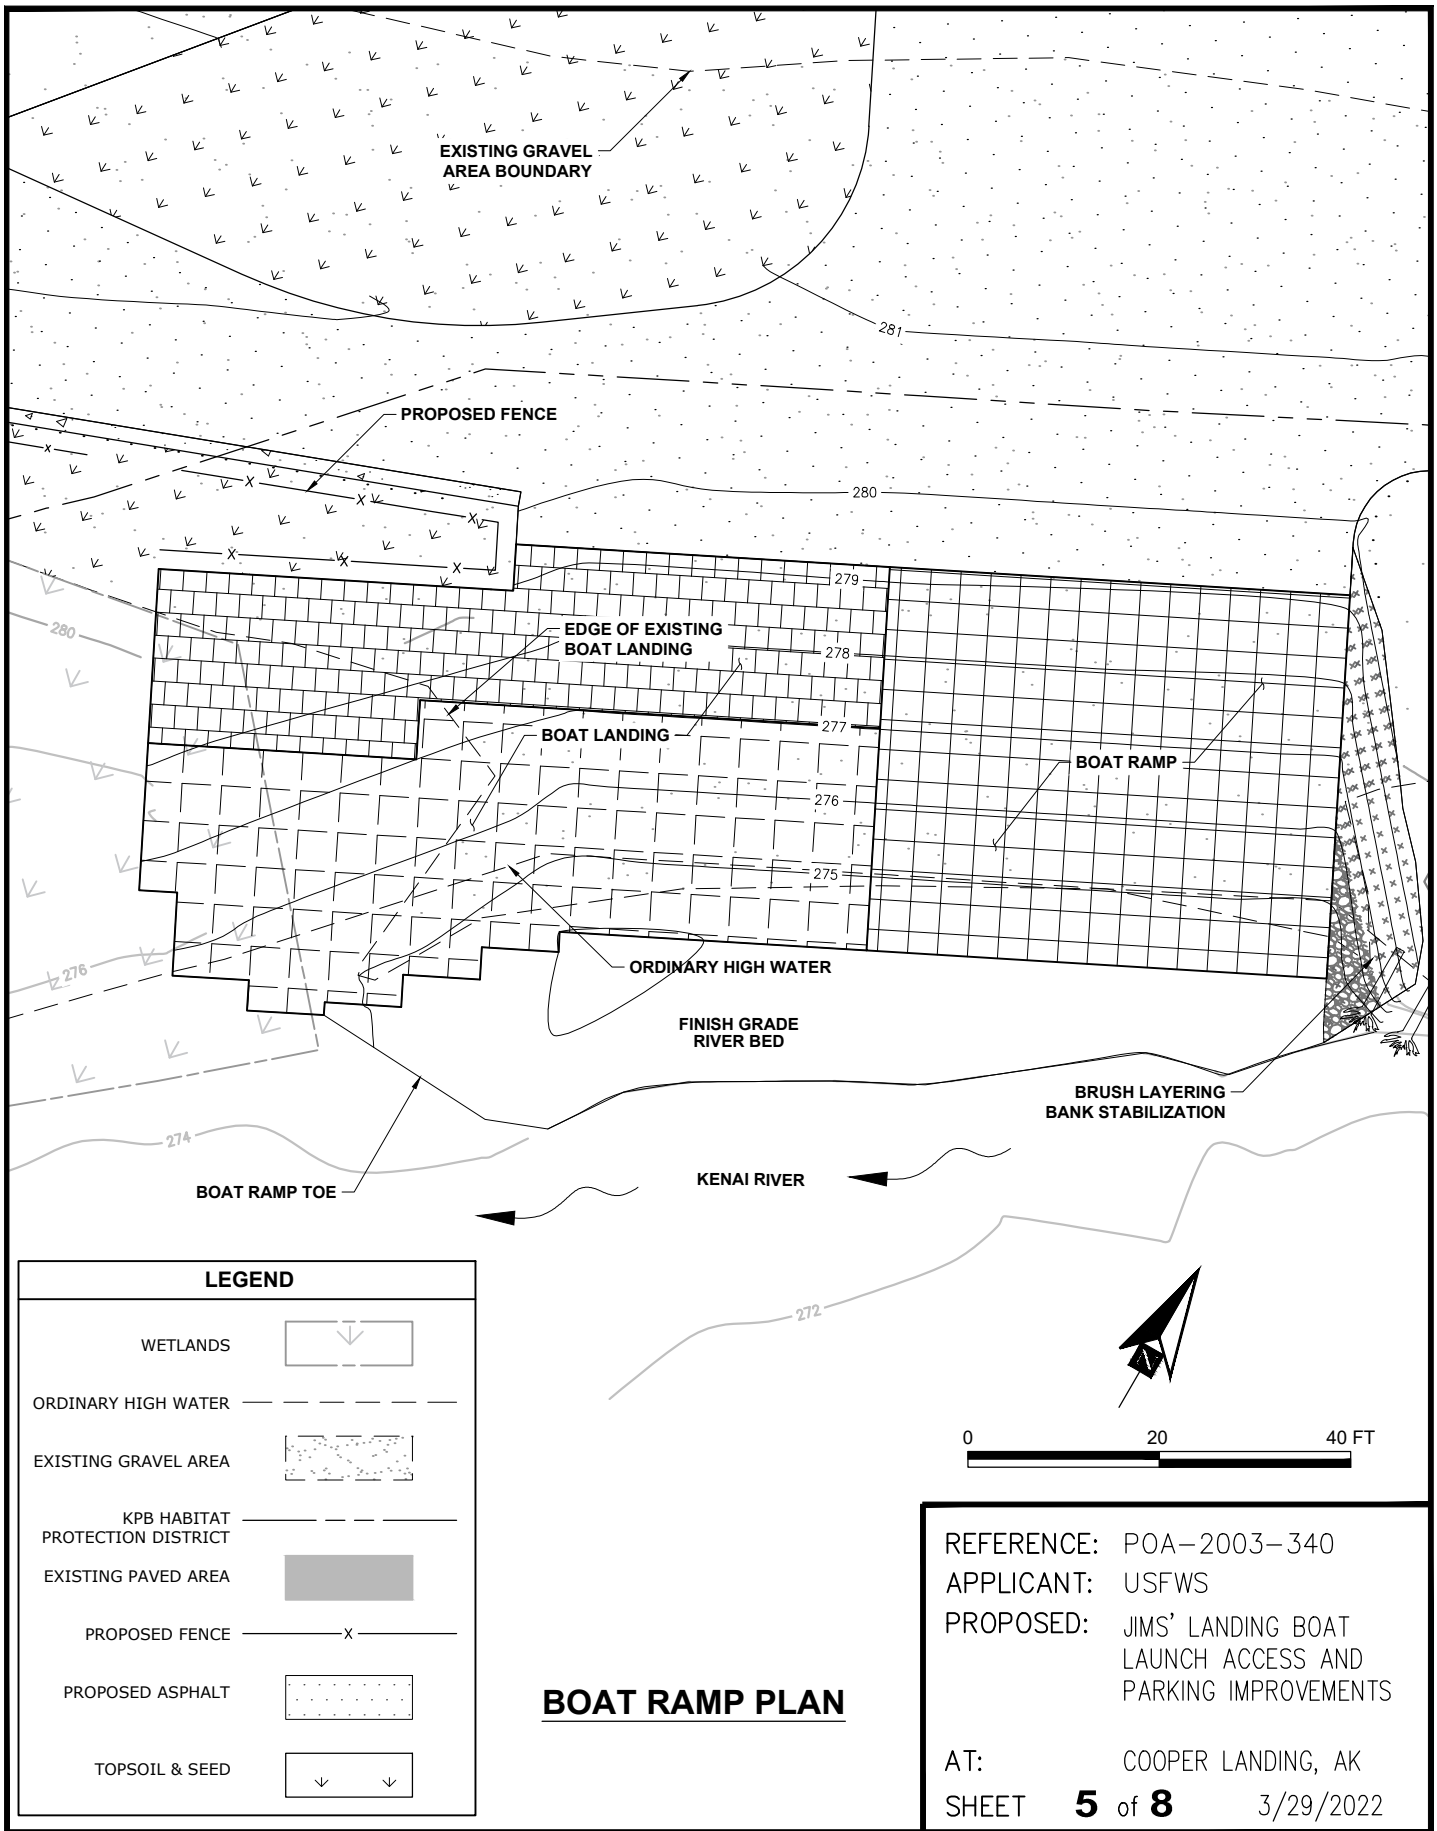 EXISTING GRAVEL
AREA BOUNDARY
281
PROPOSED FENCE
X
X
X
X
280
X
X
X
279
280
EDGE OF EXISTING
BOAT LANDING
278
277
BOAT LANDING
BOAT RAMP
276
275
276
ORDINARY HIGH WATER
FINISH GRADE
RIVER BED
BRUSH LAYERING
BANK STABILIZATION
274
KENAI RIVER
BOAT RAMP TOE
272
N
LEGEND
WETLANDS
ORDINARY HIGH WATER
EXISTING GRAVEL AREA
KPB HABITAT
PROTECTION DISTRICT
EXISTING PAVED AREA
PROPOSED FENCE X
PROPOSED ASPHALT
TOPSOIL & SEED
0 20 40 FT
BOAT RAMP PLAN
REFERENCE: POA-2003-340
APPLICANT: USFWS
PROPOSED: JIMS' LANDING BOAT
LAUNCH ACCESS AND
PARKING IMPROVEMENTS
AT: COOPER LANDING, AK
SHEET 5 of 8 3/29/2022